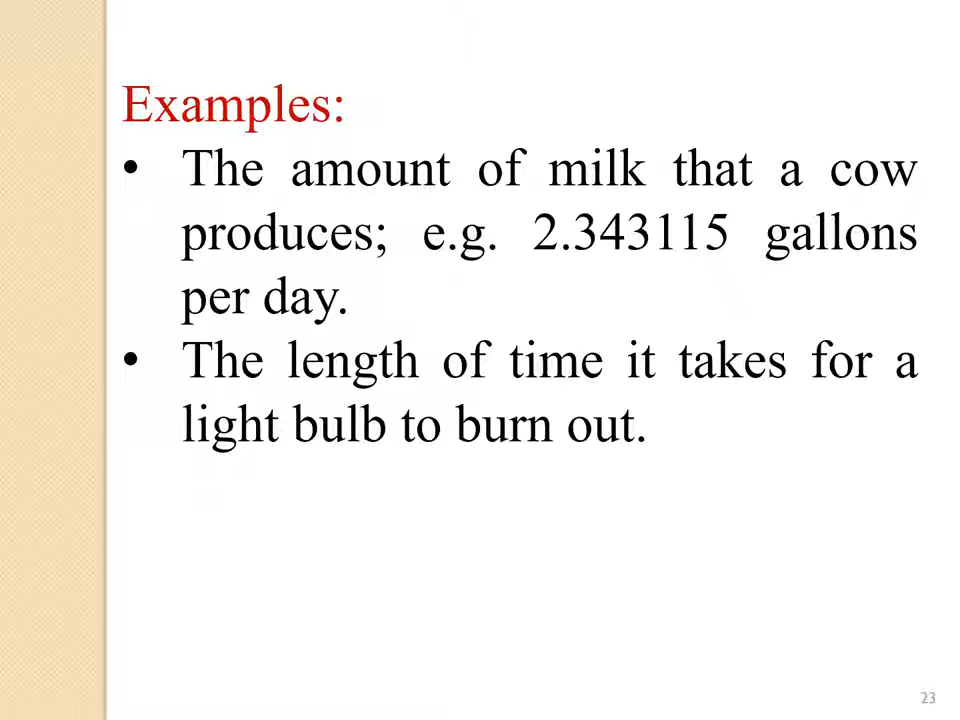 Examples:
• The amount of milk that a cow
produces; e.g. 2.343115 gallons
per day.
• The length of time it takes for a
light bulb to burn out.
23